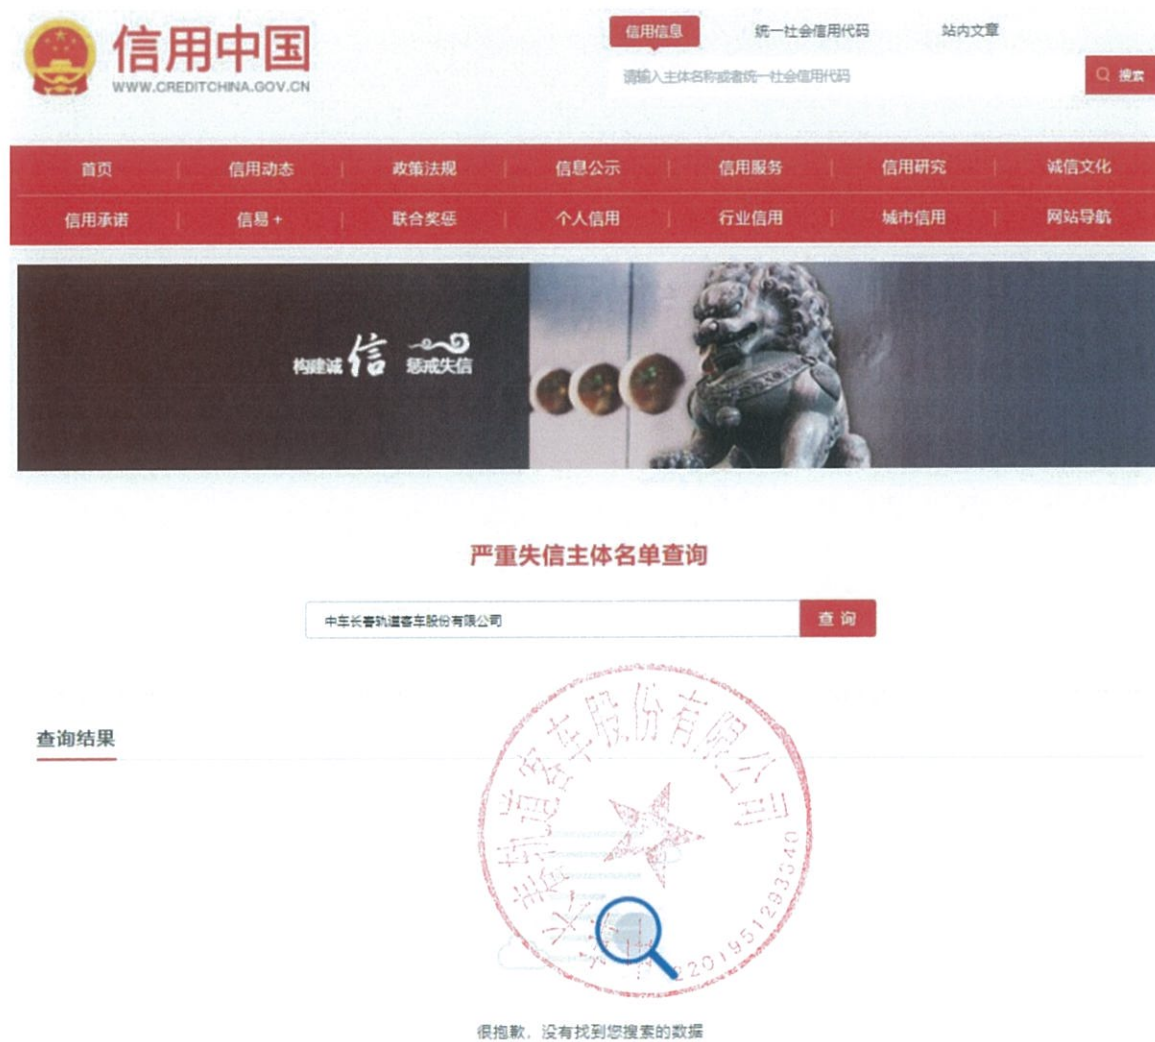 信用中国
WWW.CREDITCHINA.GOV.CN
信用信息 统一社会信用代码 站内文章
请输入主体名称或者统一社会信用代码 搜索
首页 信用动态 政策法规 信息公示 信用服务 信用研究 诚信文化
信用承诺 信易+ 联合奖惩 个人信用 行业信用 城市信用 网站导航
构建诚信 惩戒失信
严重失信主体名单查询
中车长春轨道客车股份有限公司 查询
查询结果
中车长春轨道客车股份有限公司
2201951293340
很抱歉，没有找到您搜索的数据